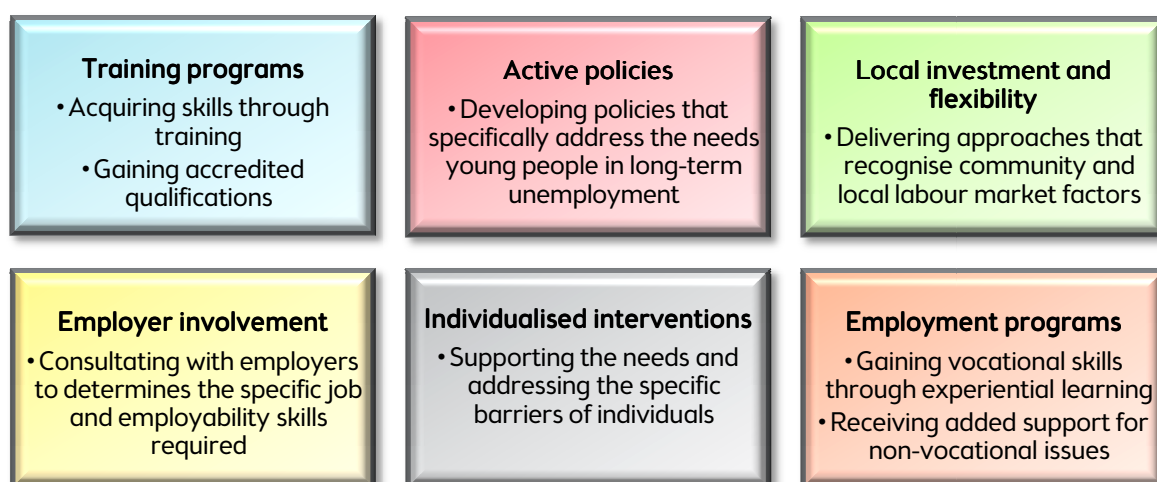 Training programs
• Acquiring skills through
training
• Gaining accredited
qualifications
Active policies
• Developing policies that
specifically address the needs
young people in long-term
unemployment
Local investment and
flexibility
• Delivering approaches that
recognise community and
local labour market factors
Employer involvement
• Consultating with employers
to determines the specific job
and employability skills
required
Individualised interventions
• Supporting the needs and
addressing the specific
barriers of individuals
Employment programs
• Gaining vocational skills
through experiential learning
• Receiving added support for
non-vocational issues